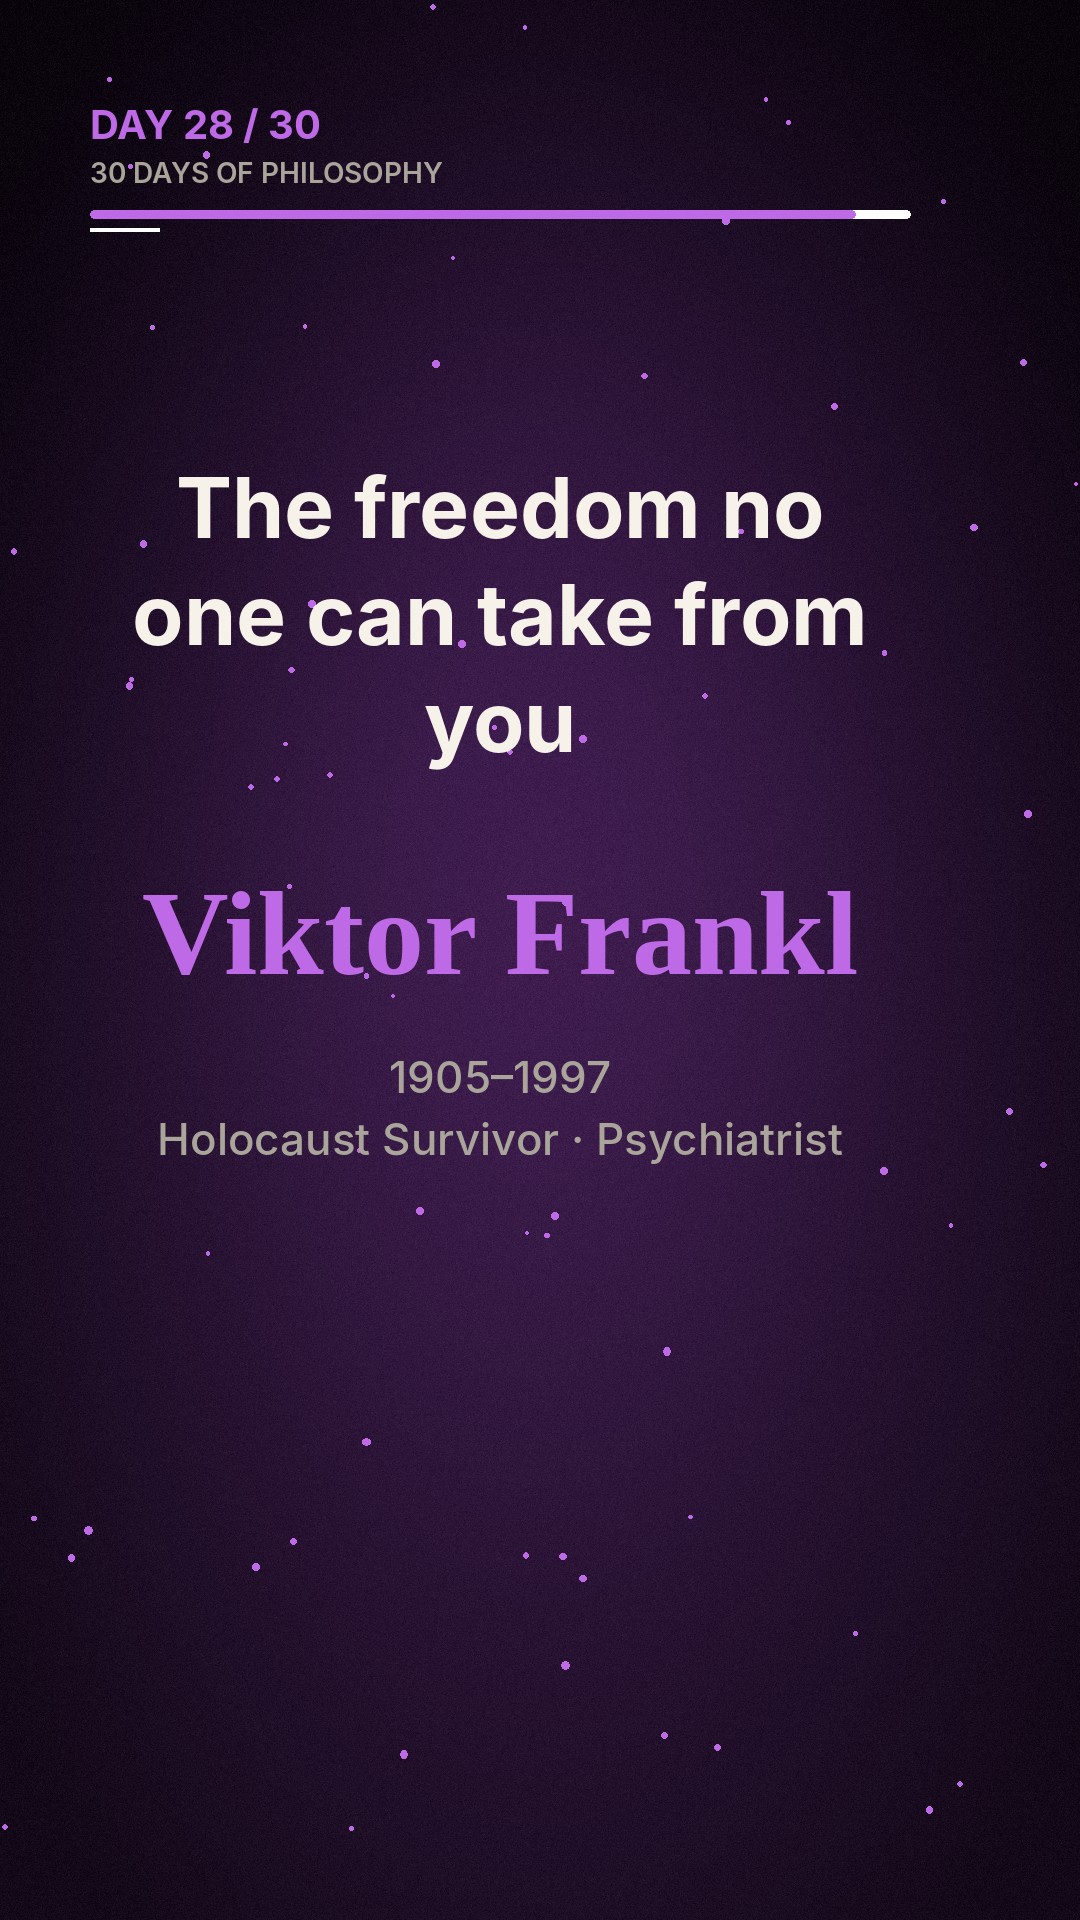 DAY 28 / 30
30 DAYS OF PHILOSOPHY
The freedom no
one can take from
you
Viktor Frankl
1905–1997
Holocaust Survivor · Psychiatrist